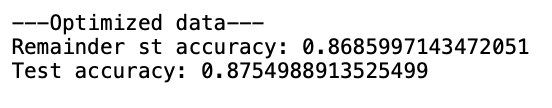 ---Optimized data---
Remainder st accuracy: 0.8685997143472051
Test accuracy: 0.8754988913525499